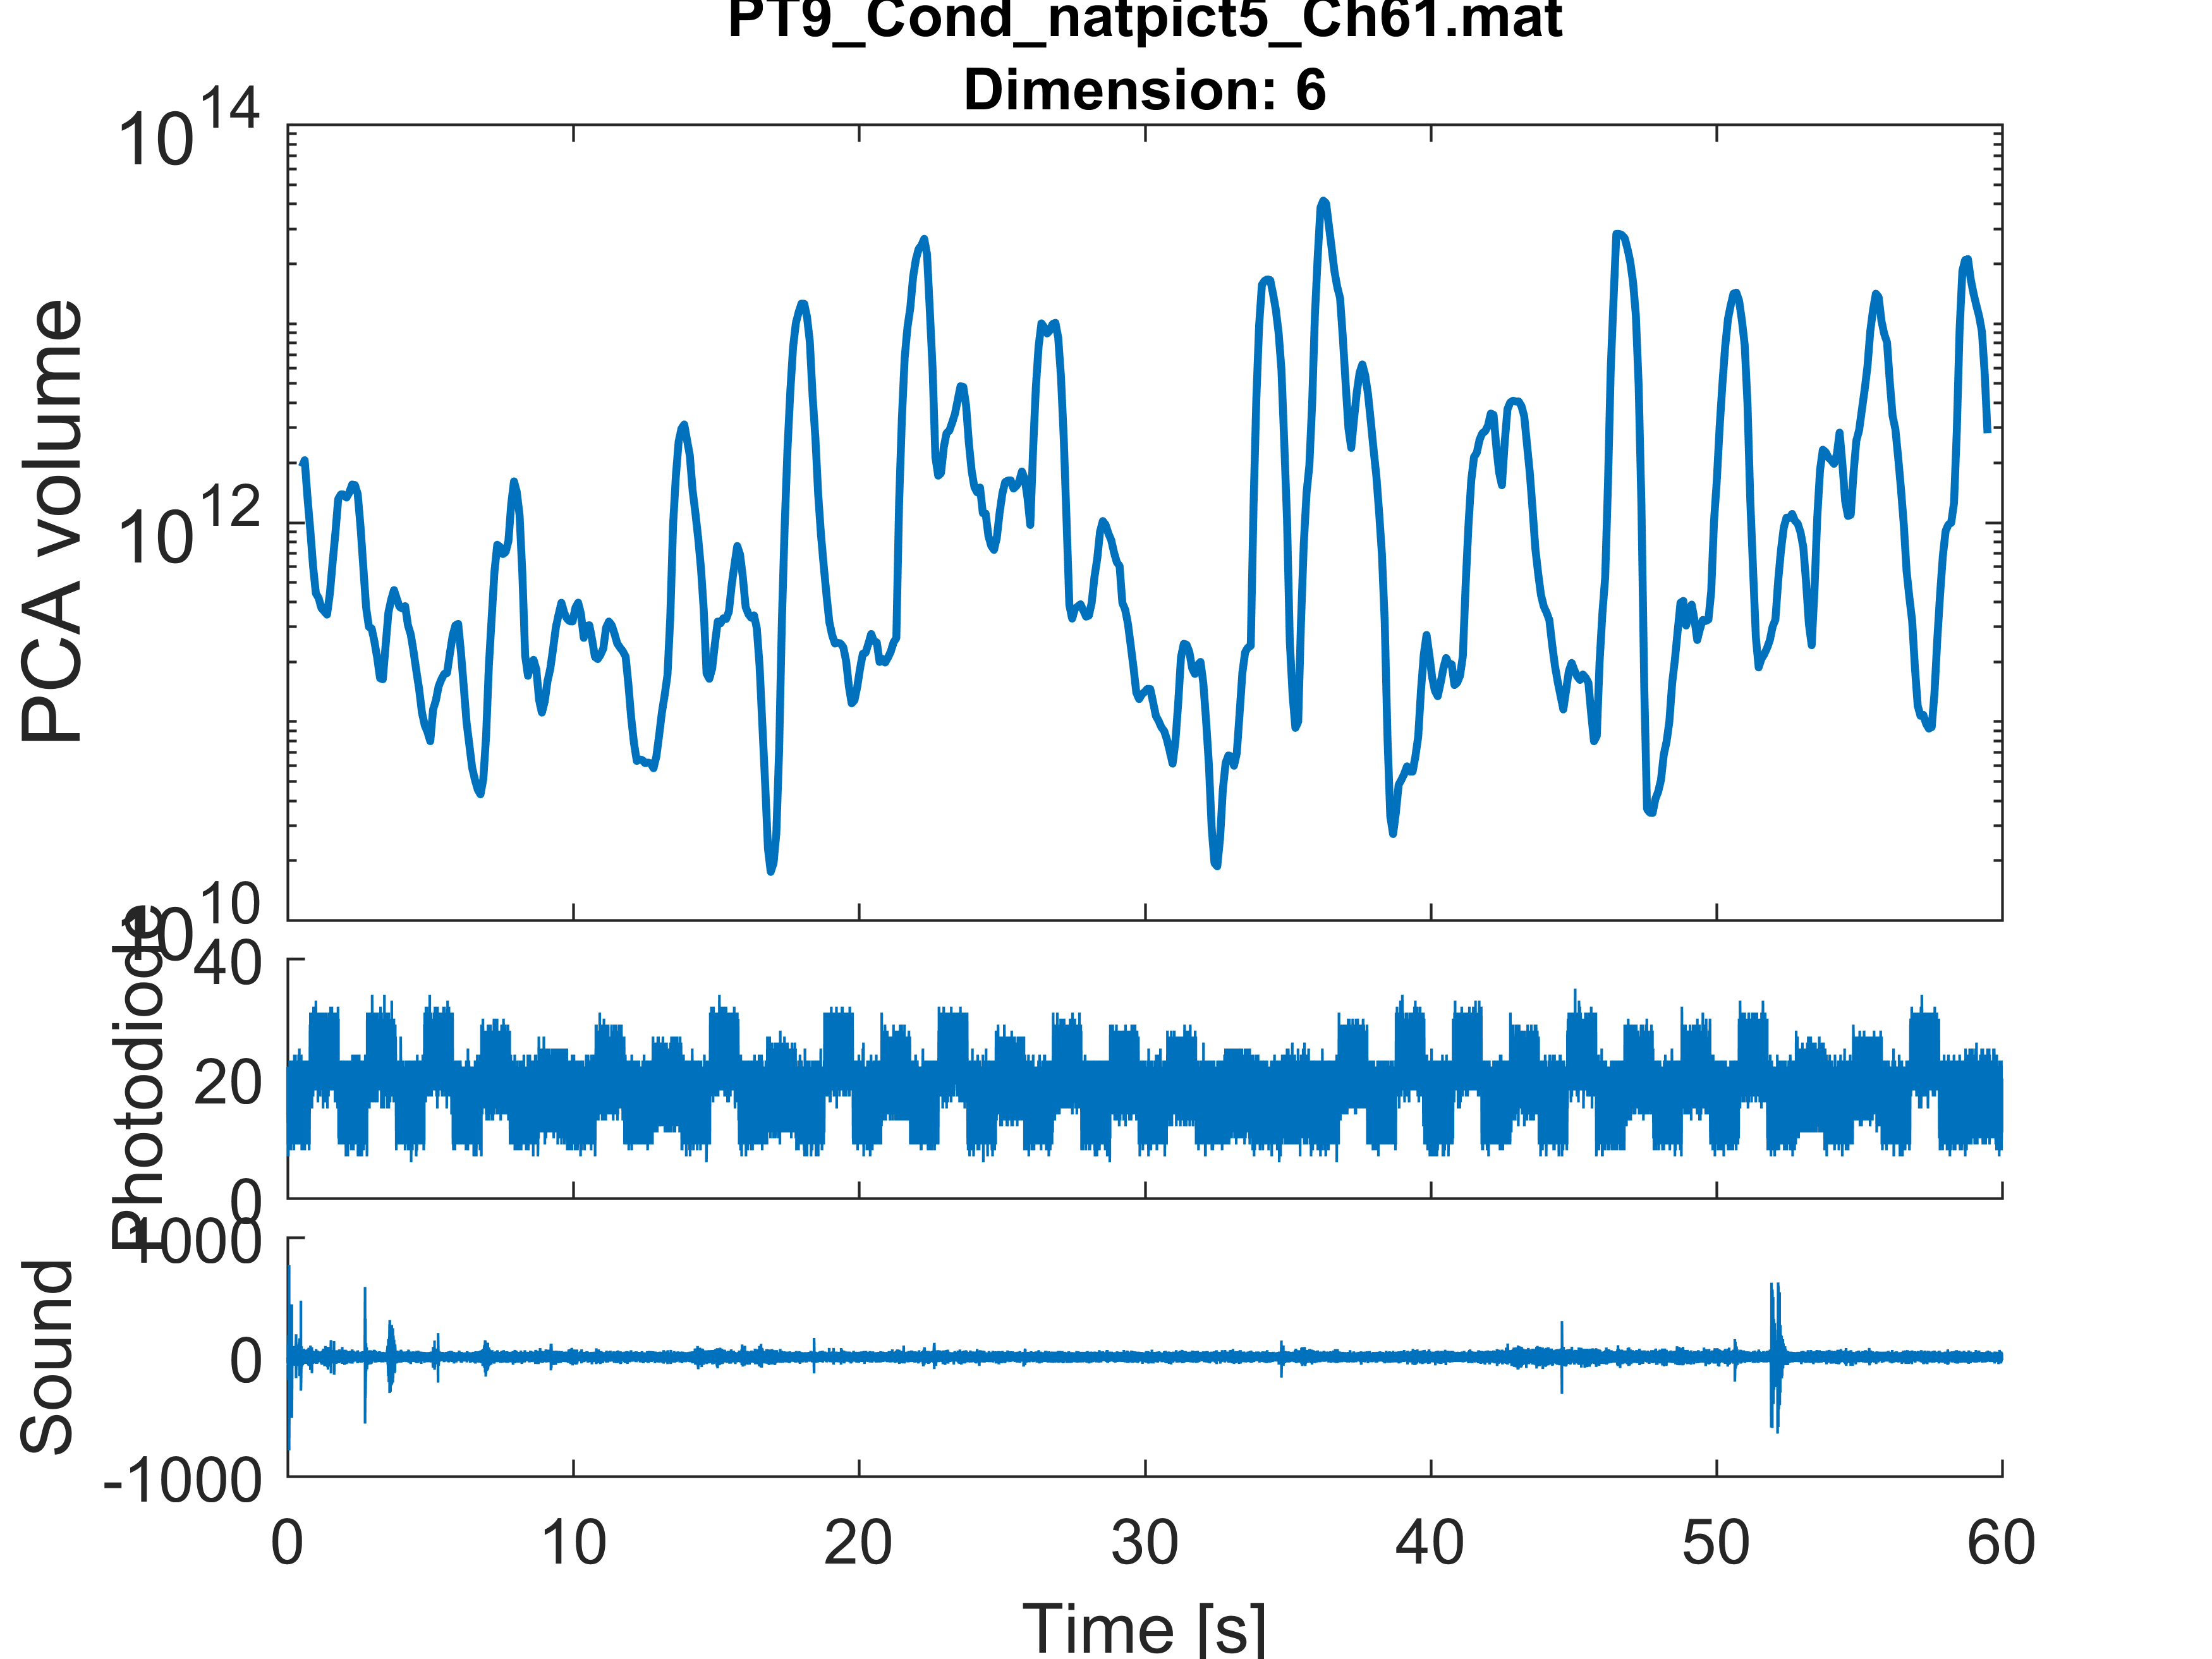 PT9_Cond_natpict5_Ch61.mat
Dimension: 6
10^14
10^12
10^10
PCA volume
40
20
0
Photodiode
1000
0
-1000
Sound
0 10 20 30 40 50 60
Time [s]